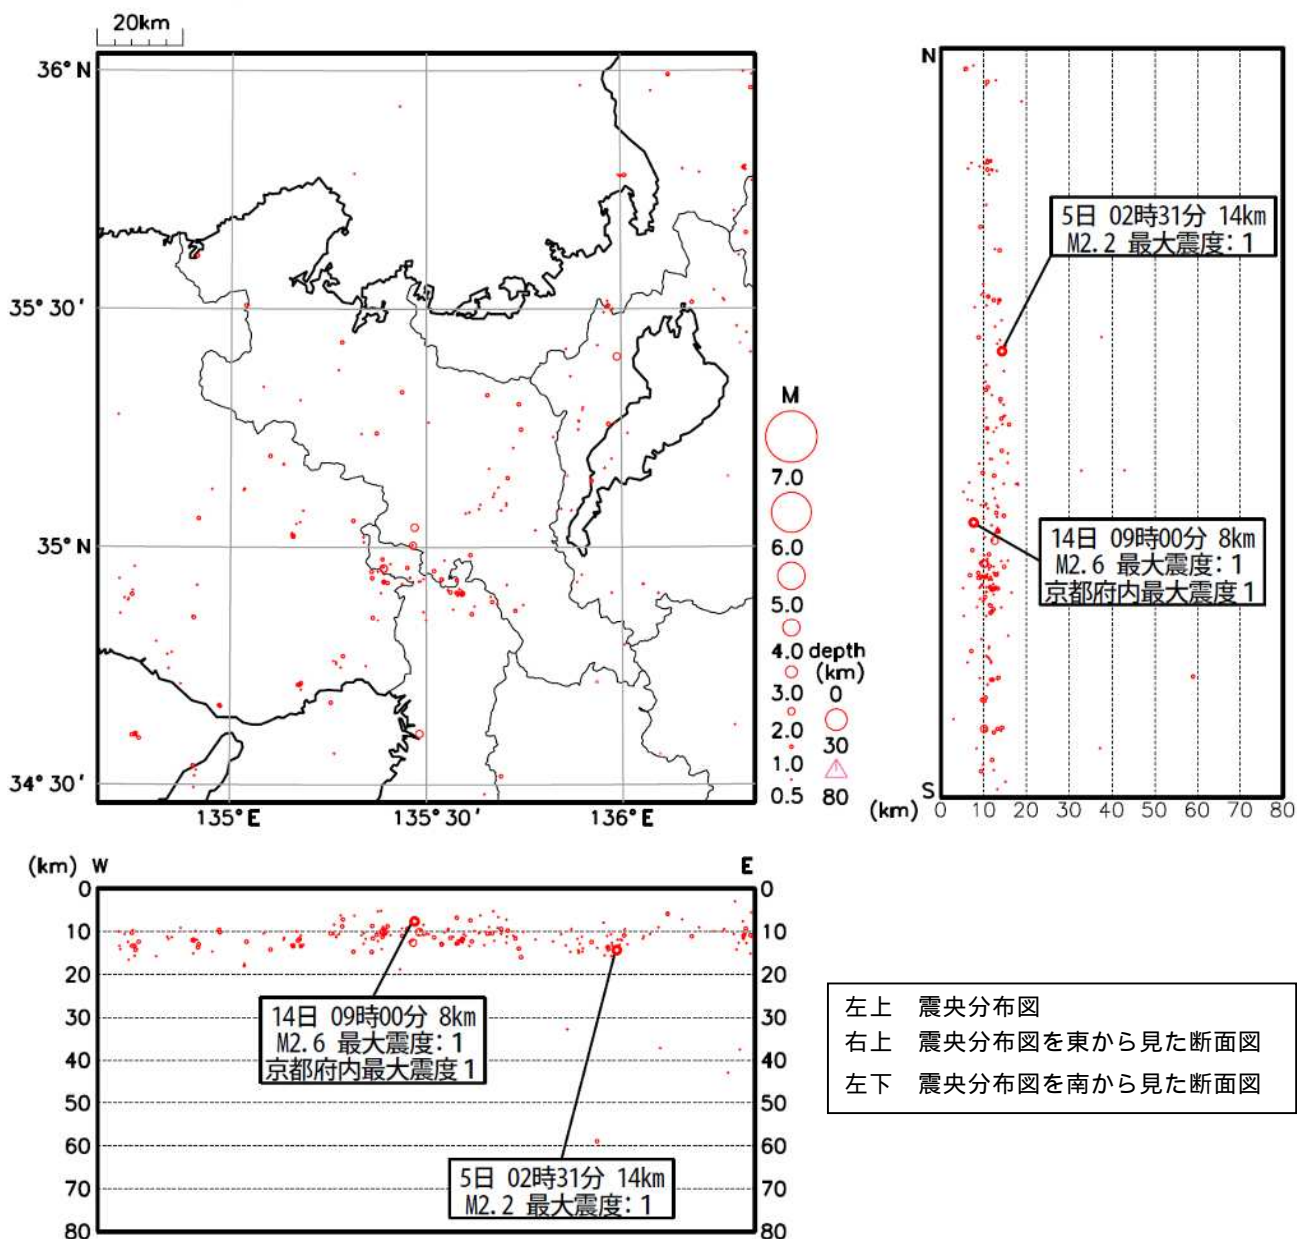 20km
36°N
35°30′
35°N
34°30′
135°E
135°30′
136°E
M
7.0
6.0
5.0
4.0
3.0
2.0
1.0
0.5
depth
(km)
0
30
80
N
S
5日 02時31分 14km
M2.2 最大震度：1
14日 09時00分 8km
M2.6 最大震度：1
京都府内最大震度1
(km)
0 10 20 30 40 50 60 70 80
(km) W
E
0 0
10 10
20 20
30 30
40 40
50 50
60 60
70 70
80 80
14日 09時00分 8km
M2.6 最大震度：1
京都府内最大震度1
5日 02時31分 14km
M2.2 最大震度：1
左上 震央分布図
右上 震央分布図を東から見た断面図
左下 震央分布図を南から見た断面図